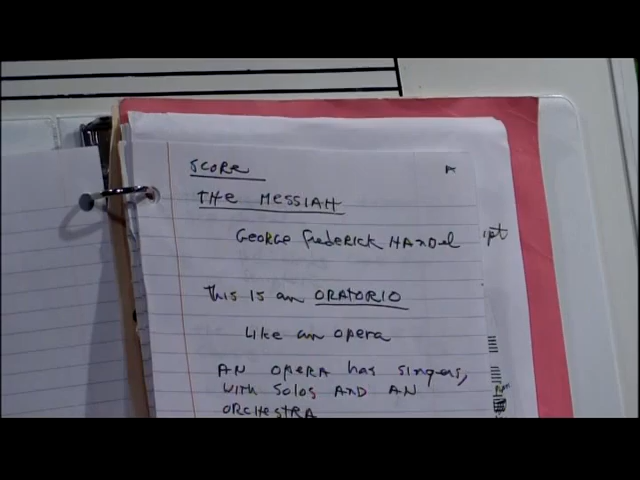 SCORE
A
THE MESSIAH
GEORGE FREDERICK HANDEL
ipt
THIS IS AN ORATORIO
LIKE AN OPERA
AN OPERA HAS SINGERS,
WITH SOLOS AND AN
ORCHESTRA